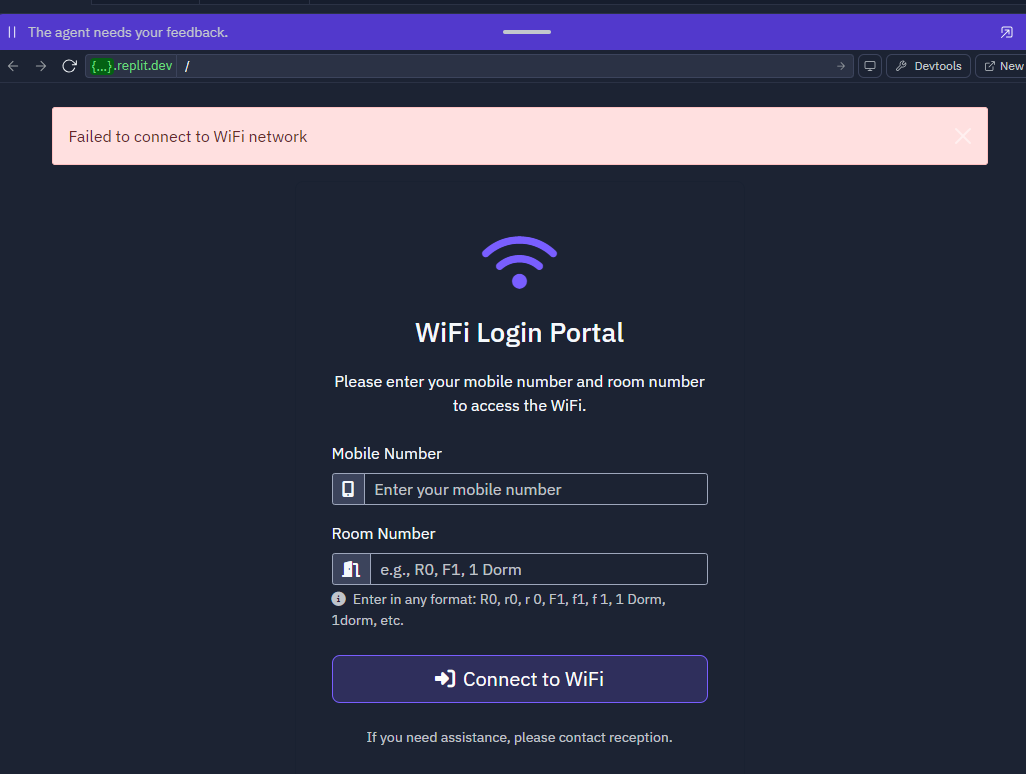 The agent needs your feedback.
{...}.replit.dev /
Devtools
New
Failed to connect to WiFi network
WiFi Login Portal
Please enter your mobile number and room number
to access the WiFi.
Mobile Number
Enter your mobile number
Room Number
e.g., R0, F1, 1 Dorm
Enter in any format: R0, r0, r 0, F1, f1, f 1, 1 Dorm,
1dorm, etc.
Connect to WiFi
If you need assistance, please contact reception.